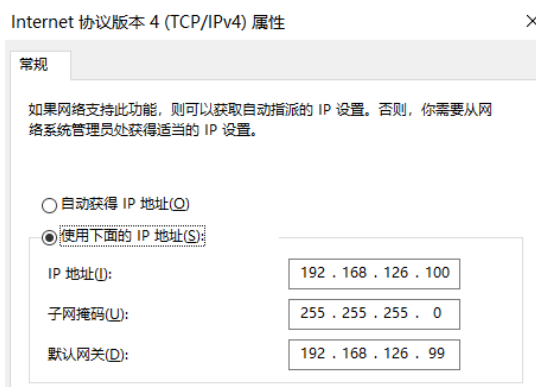 Internet 协议版本 4 (TCP/IPv4) 属性
常规
如果网络支持此功能，则可以获取自动指派的 IP 设置。否则，你需要从网
络系统管理员处获得适当的 IP 设置。
自动获得 IP 地址(O)
使用下面的 IP 地址(S):
IP 地址(I): 192 . 168 . 126 . 100
子网掩码(U): 255 . 255 . 255 . 0
默认网关(D): 192 . 168 . 126 . 99